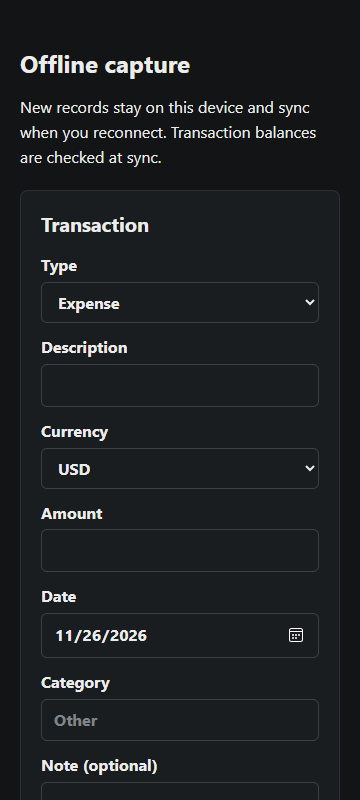 Offline capture
New records stay on this device and sync
when you reconnect. Transaction balances
are checked at sync.
Transaction
Type
Expense
Description
Currency
USD
Amount
Date
11/26/2026
Category
Other
Note (optional)